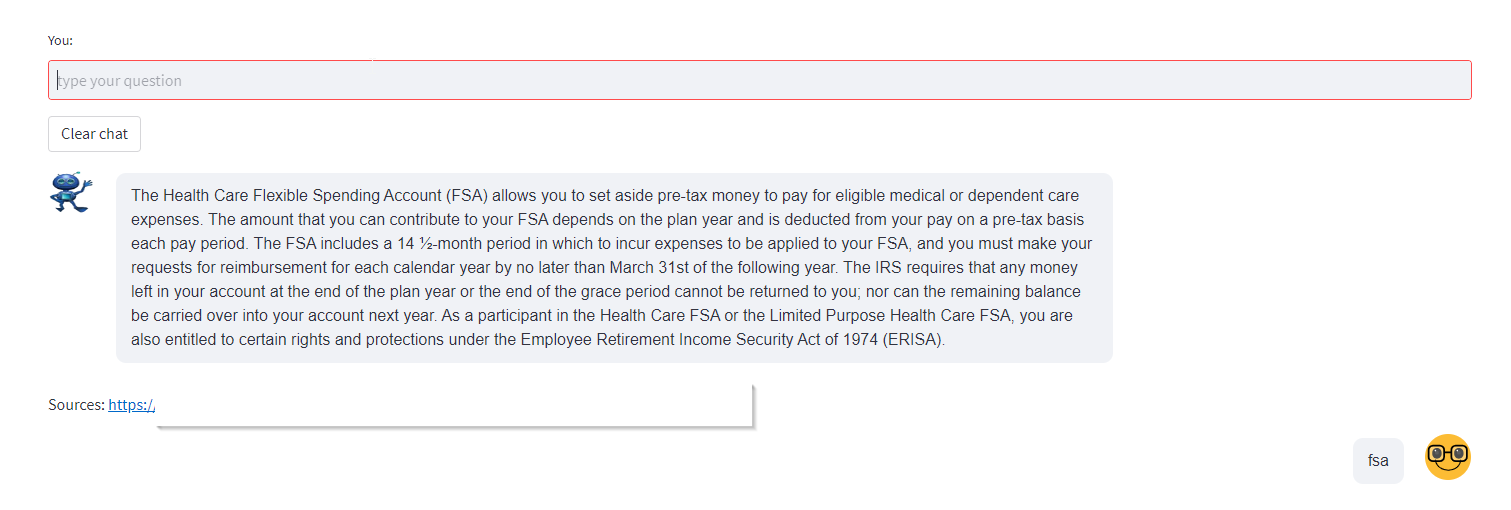 You:
type your question
Clear chat
The Health Care Flexible Spending Account (FSA) allows you to set aside pre-tax money to pay for eligible medical or dependent care
expenses. The amount that you can contribute to your FSA depends on the plan year and is deducted from your pay on a pre-tax basis
each pay period. The FSA includes a 14 ½-month period in which to incur expenses to be applied to your FSA, and you must make your
requests for reimbursement for each calendar year by no later than March 31st of the following year. The IRS requires that any money
left in your account at the end of the plan year or the end of the grace period cannot be returned to you; nor can the remaining balance
be carried over into your account next year. As a participant in the Health Care FSA or the Limited Purpose Health Care FSA, you are
also entitled to certain rights and protections under the Employee Retirement Income Security Act of 1974 (ERISA).
Sources: https:/
fsa